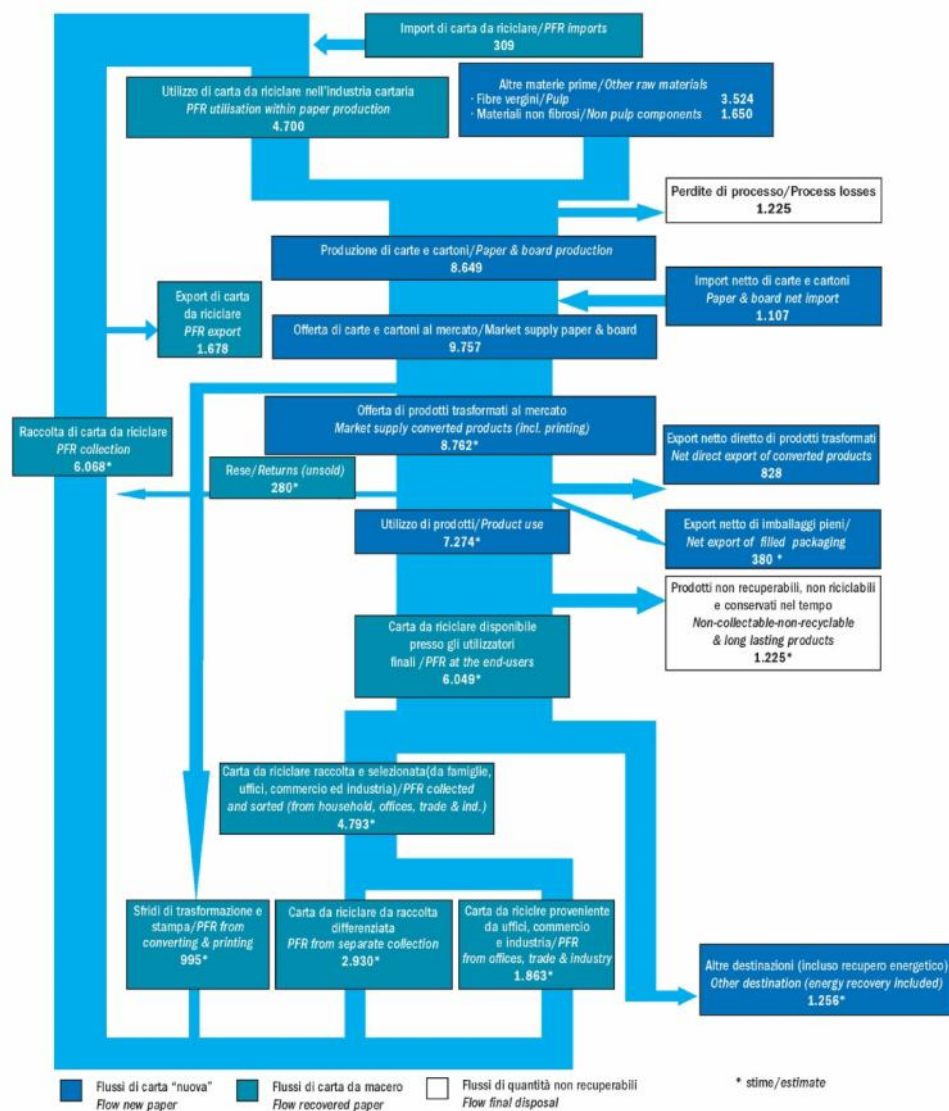 Import di carta da riciclare/PFR imports
309
Utilizzo di carta da riciclare nell'industria cartaria
PFR utilisation within paper production
4.700
Altre materie prime/Other raw materials
· Fibre vergini/Pulp 3.524
· Materiali non fibrosi/Non pulp components 1.650
Perdite di processo/Process losses
1.225
Produzione di carte e cartoni/Paper & board production
8.649
Import netto di carte e cartoni
Paper & board net import
1.107
Export di carta
da riciclare
PFR export
1.678
Offerta di carte e cartoni al mercato/Market supply paper & board
9.757
Offerta di prodotti trasformati al mercato
Market supply converted products (incl. printing)
8.762*
Raccolta di carta da riciclare
PFR collection
6.068*
Export netto diretto di prodotti trasformati
Net direct export of converted products
828
Rese/Returns (unsold)
280*
Utilizzo di prodotti/Product use
7.274*
Export netto di imballaggi pieni/
Net export of filled packaging
380 *
Prodotti non recuperabili, non riciclabili
e conservati nel tempo
Non-collectable-non-recyclable
& long lasting products
1.225*
Carta da riciclare disponibile
presso gli utilizzatori
finali /PFR at the end-users
6.049*
Carta da riciclare raccolta e selezionata(da famiglie,
uffici, commercio ed industria)/PFR collected
and sorted (from household, offices, trade & ind.)
4.793*
Sfridi di trasformazione e
stampa/PFR from
converting & printing
995*
Carta da riciclare da raccolta
differenziata
PFR from separate collection
2.930*
Carta da riciclre proveniente
da uffici, commercio
e industria/PFR
from offices, trade & industry
1.863*
Altre destinazioni (incluso recupero energetico)
Other destination (energy recovery included)
1.256*
Flussi di carta "nuova"
Flow new paper
Flussi di carta da macero
Flow recovered paper
Flussi di quantità non recuperabili
Flow final disposal
* stime/estimate